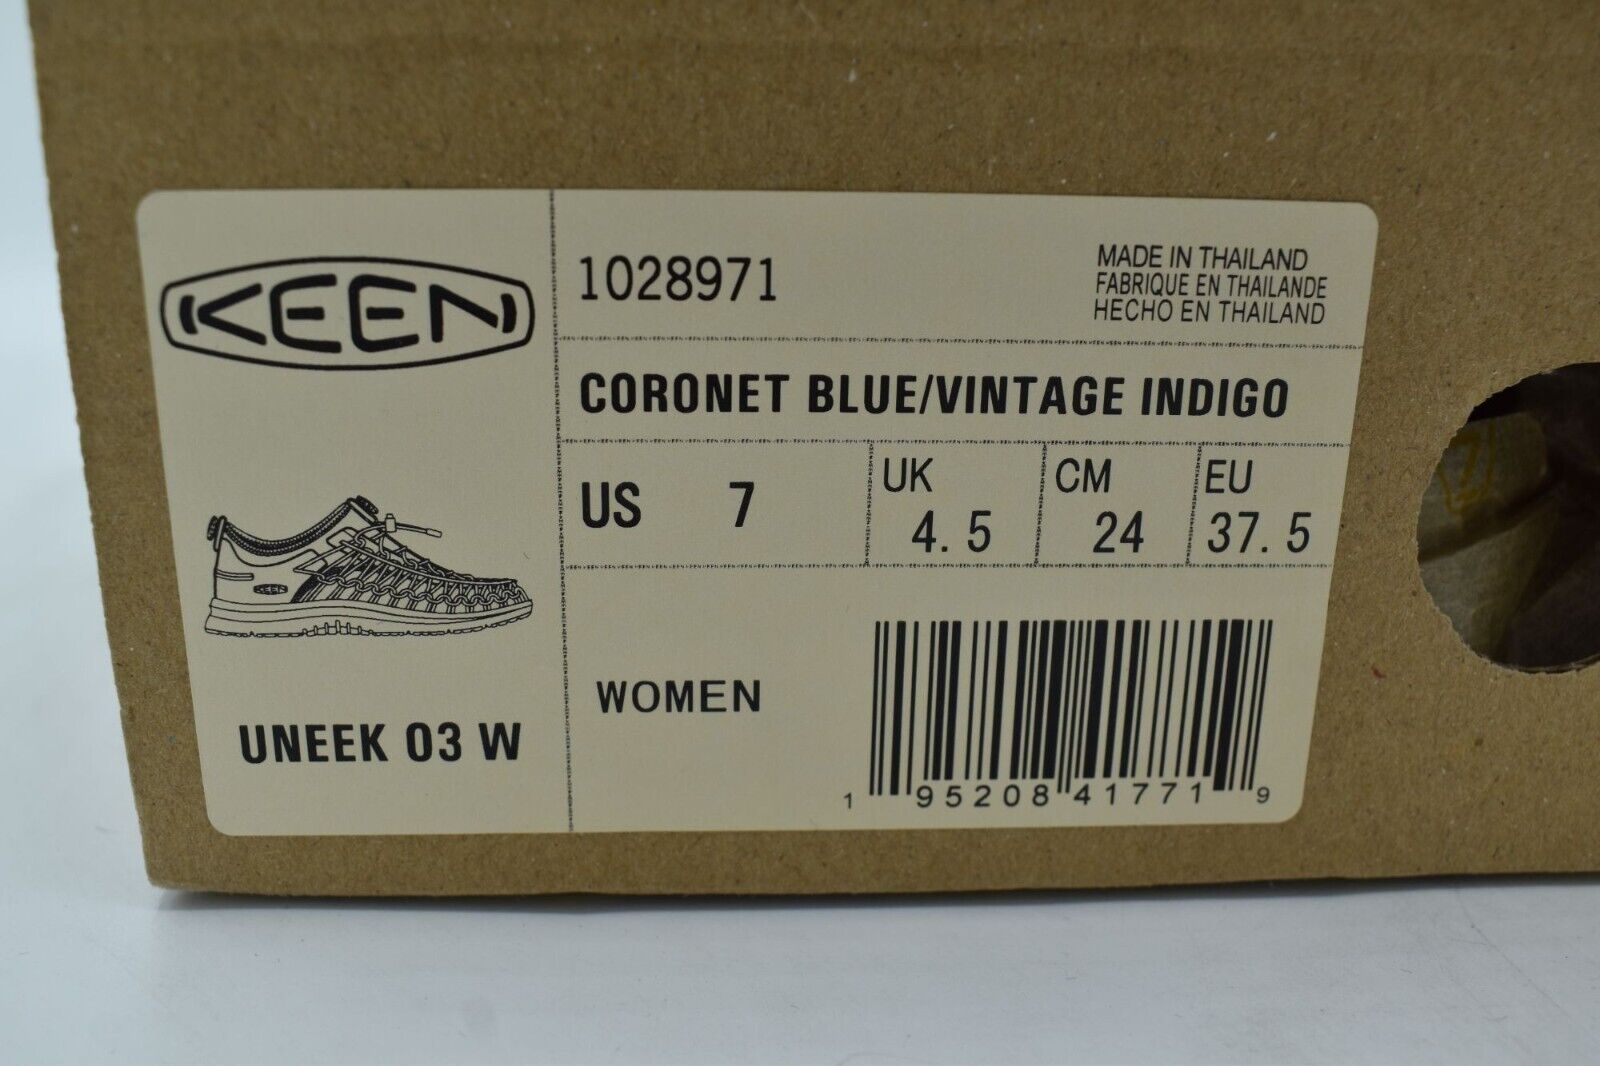 KEEN
1028971
MADE IN THAILAND
FABRIQUE EN THAILANDE
HECHO EN THAILAND
CORONET BLUE/VINTAGE INDIGO
US 7
UK 4.5
CM 24
EU 37.5
KEEN
UNEEK 03 W
WOMEN
1 95208 41771 9